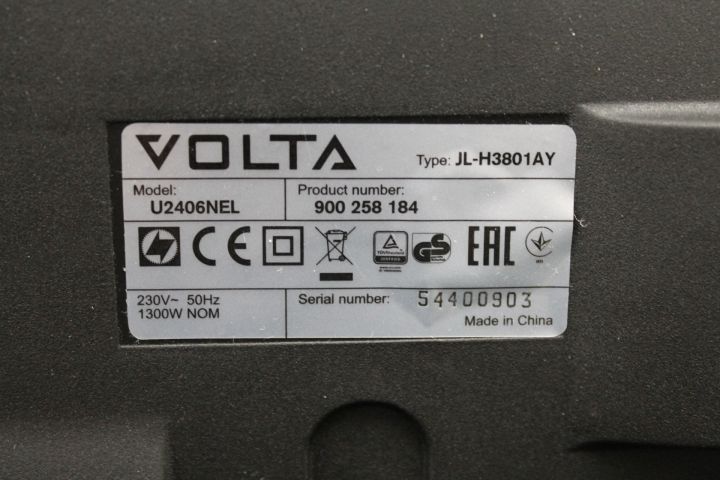 VOLTA
Type: JL-H3801AY
Model:
U2406NEL
Product number:
900 258 184
CE
GS
EAC
230V~ 50Hz
1300W NOM
Serial number: 54400903
Made in China